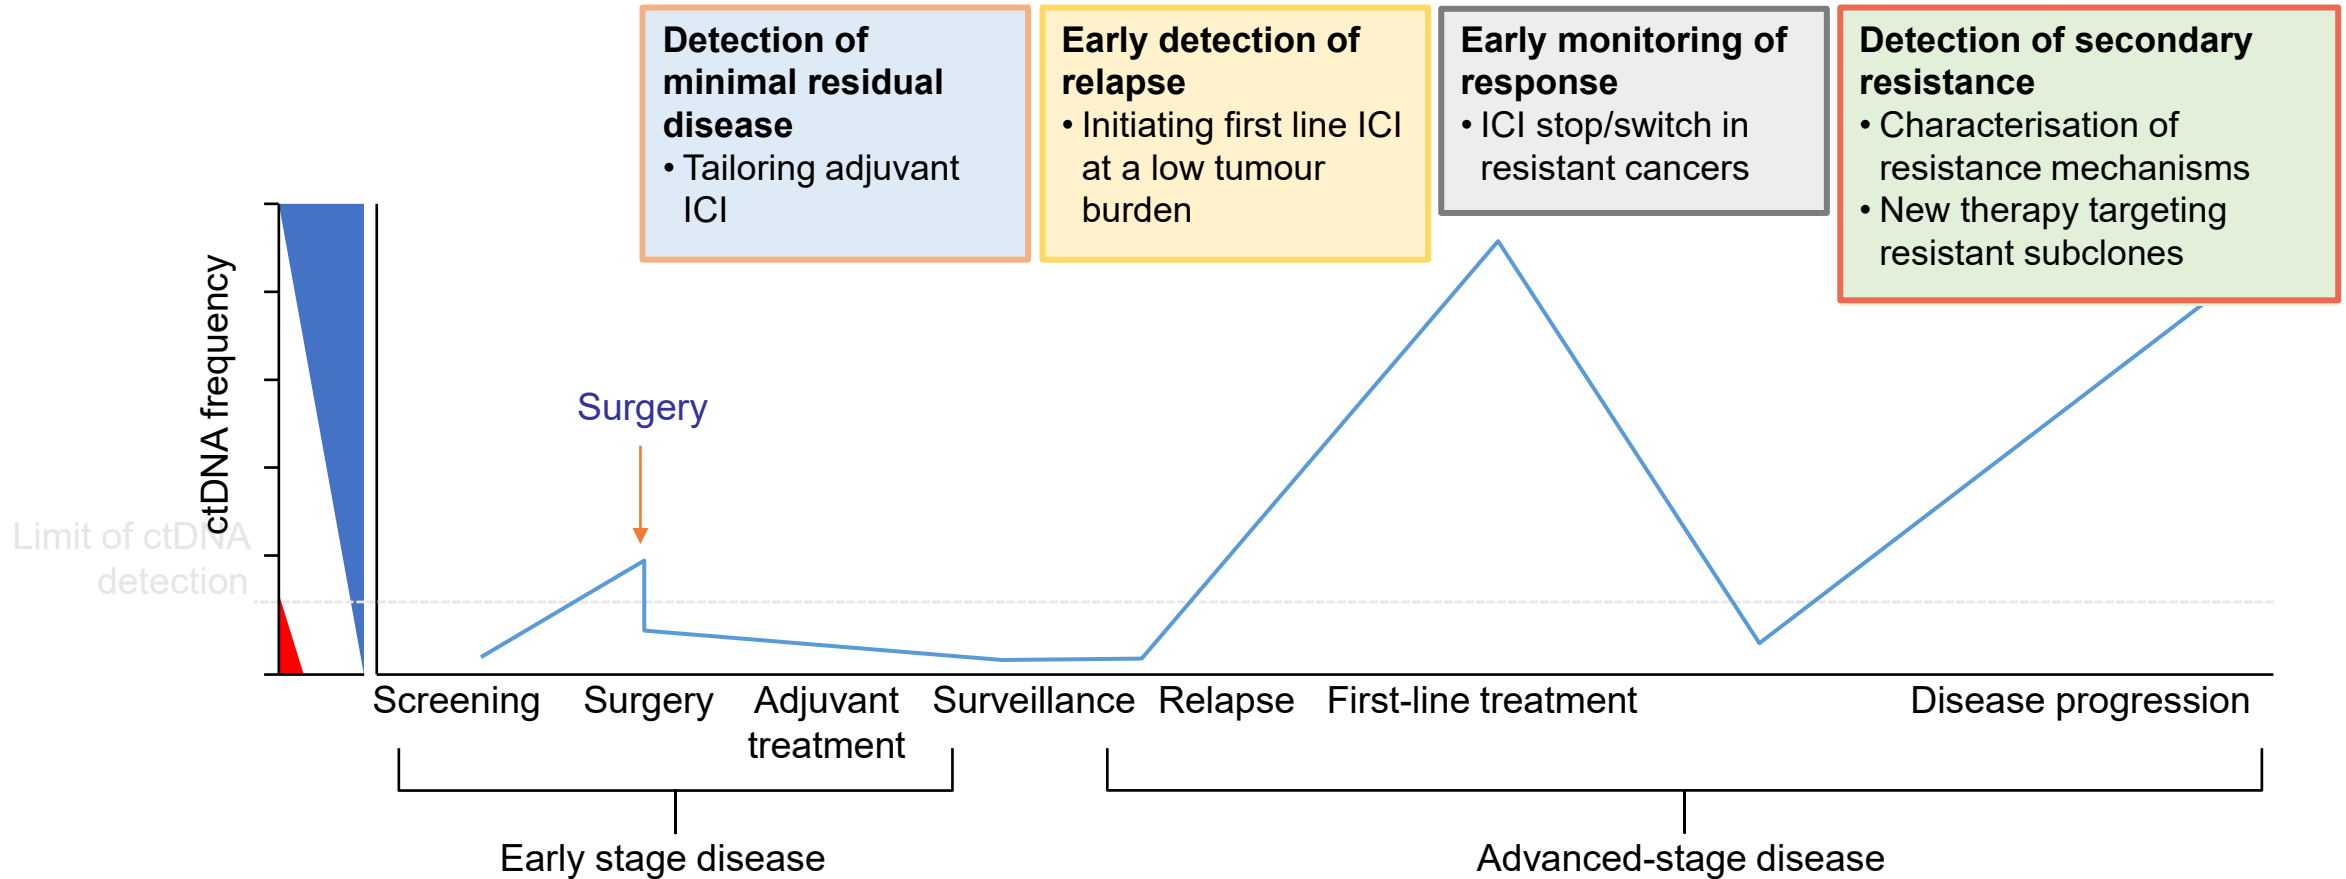 Detection of
minimal residual
disease
• Tailoring adjuvant
ICI
Early detection of
relapse
• Initiating first line ICI
at a low tumour
burden
Early monitoring of
response
• ICI stop/switch in
resistant cancers
Detection of secondary
resistance
• Characterisation of
resistance mechanisms
• New therapy targeting
resistant subclones
ctDNA frequency
Limit of ctDNA
detection
Surgery
Screening
Surgery
Adjuvant
treatment
Surveillance
Relapse
First-line treatment
Disease progression
Early stage disease
Advanced-stage disease